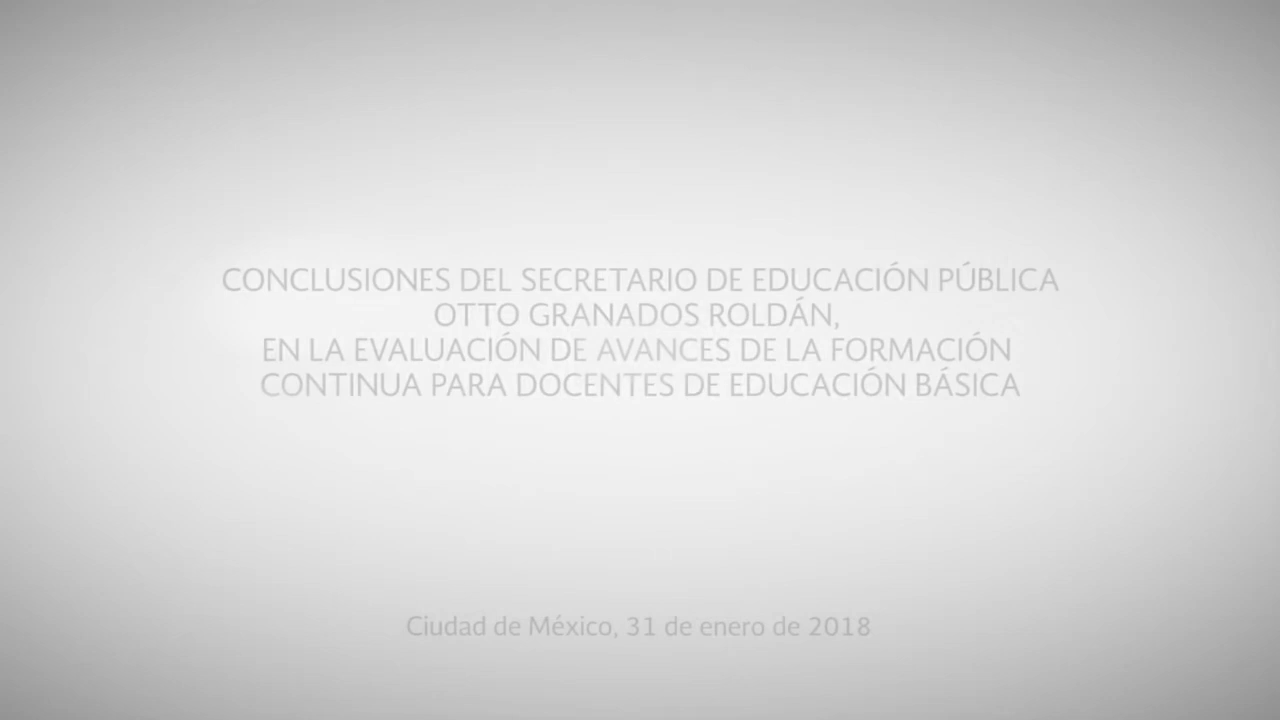 CONCLUSIONES DEL SECRETARIO DE EDUCACIÓN PÚBLICA
OTTO GRANADOS ROLDÁN,
EN LA EVALUACIÓN DE AVANCES DE LA FORMACIÓN
CONTINUA PARA DOCENTES DE EDUCACIÓN BÁSICA
Ciudad de México, 31 de enero de 2018